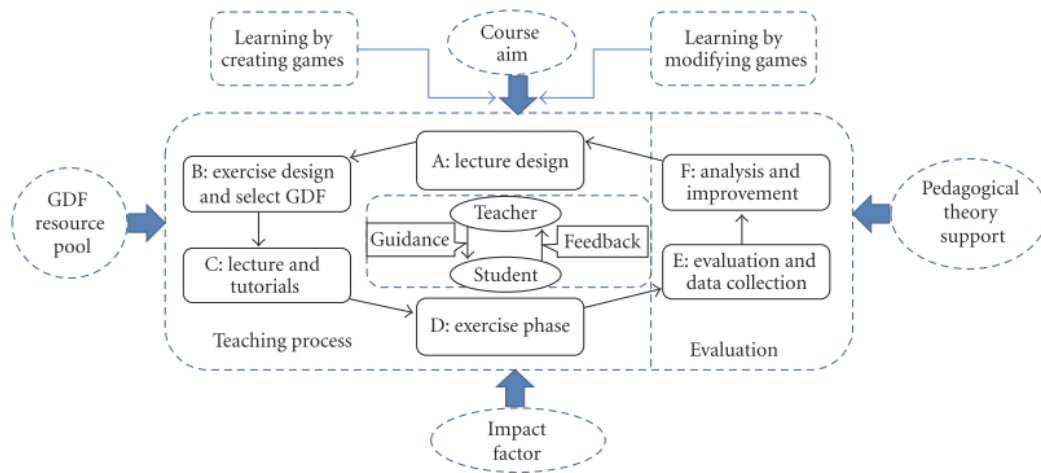 Learning by
creating games
Course
aim
Learning by
modifying games
A: lecture design
B: exercise design
and select GDF
F: analysis and
improvement
GDF
resource
pool
Teacher
Guidance
Feedback
Student
Pedagogical
theory
support
C: lecture and
tutorials
E: evaluation and
data collection
D: exercise phase
Teaching process
Evaluation
Impact
factor